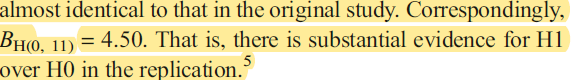 almost identical to that in the original study. Correspondingly,
B_H(0, 11) = 4.50. That is, there is substantial evidence for H1
over H0 in the replication.⁵